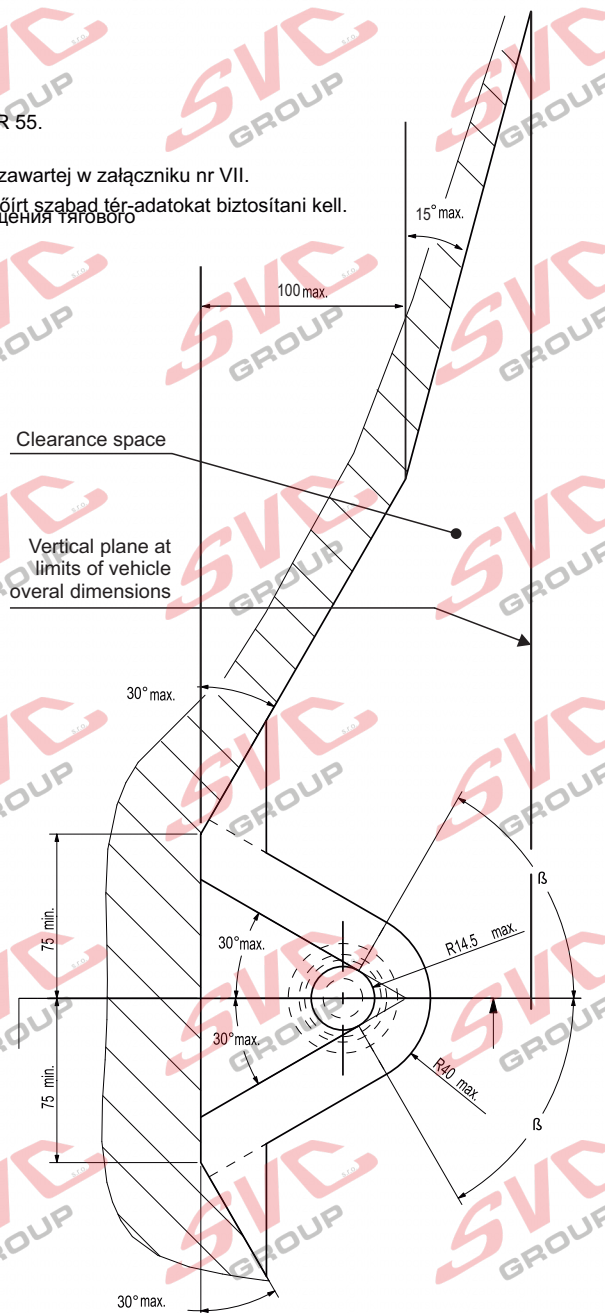 R 55.
zawartej w załączniku nr VII.
őírt szabad tér-adatokat biztosítani kell.
щения тягового
15° max.
100 max.
Clearance space
Vertical plane at
limits of vehicle
overal dimensions
30° max.
ß
75 min.
30° max.
R14.5 max.
30° max.
75 min.
R40 max.
ß
30° max.
SVC
GROUP
s.r.o.